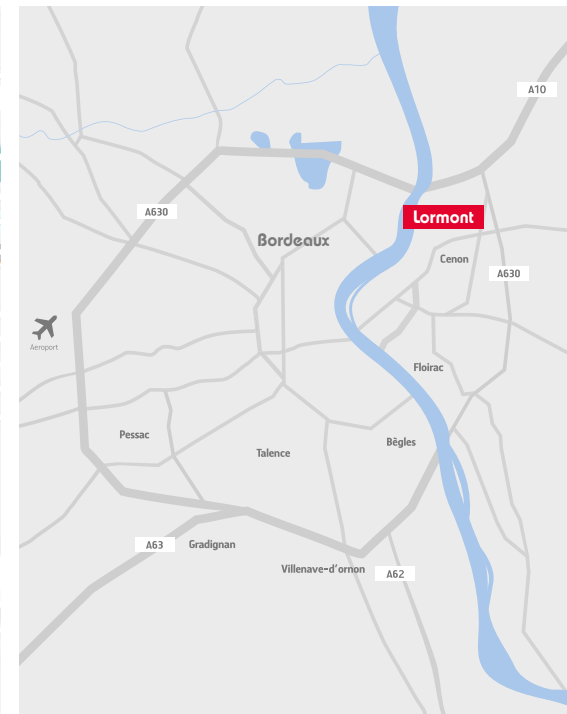 A10
A630
Lormont
Bordeaux
Cenon
A630
Aeroport
Floirac
Pessac
Bègles
Talence
A63
Gradignan
Villenave-d'ornon
A62